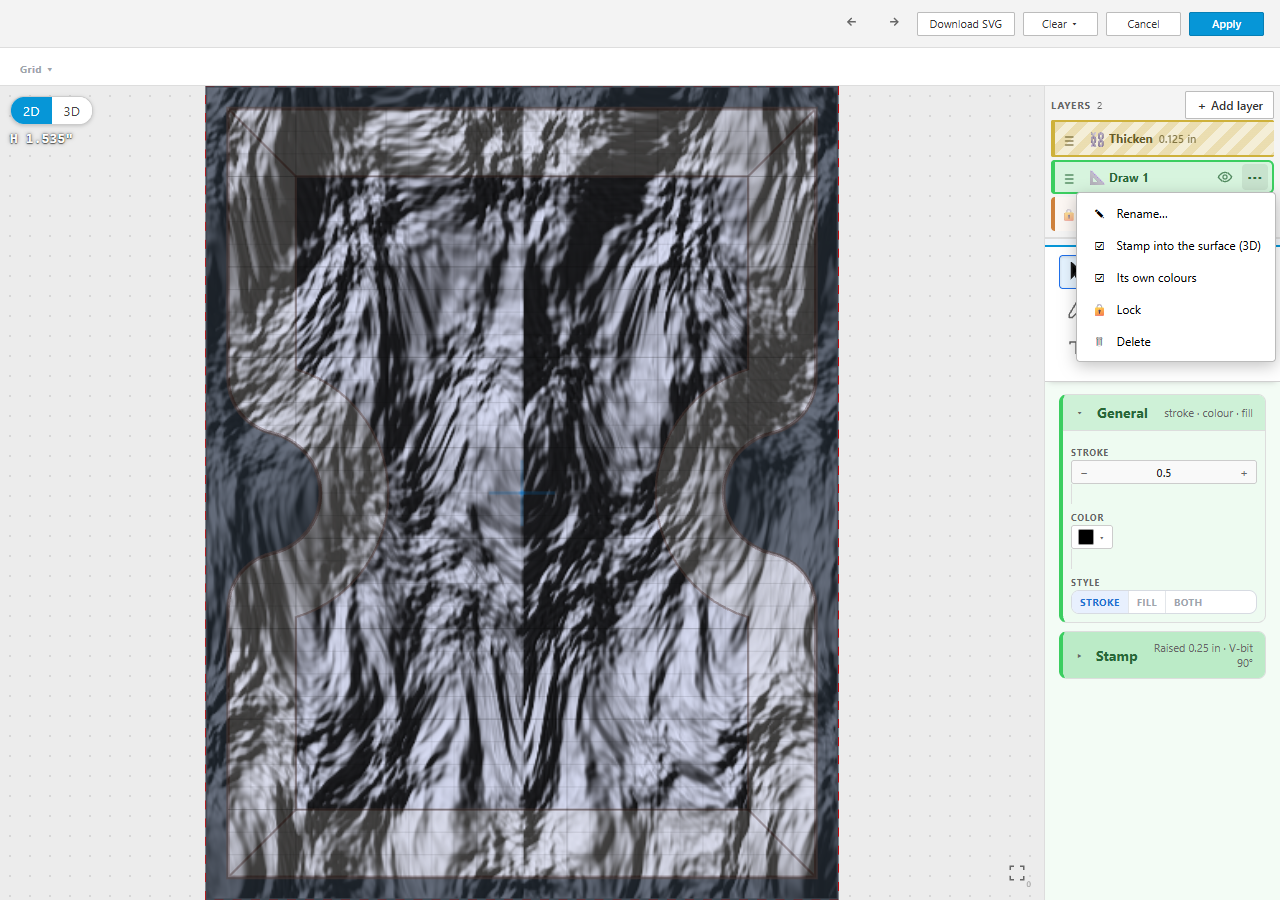 Download SVG
Clear
Cancel
Apply
Grid
2D
3D
H 1.535"
LAYERS 2
+ Add layer
Thicken 0.125 in
Draw 1
Rename...
Stamp into the surface (3D)
Its own colours
Lock
Delete
General
stroke · colour · fill
STROKE
− 0.5 +
COLOR
STYLE
STROKE FILL BOTH
Stamp
Raised 0.25 in · V-bit
90°
0